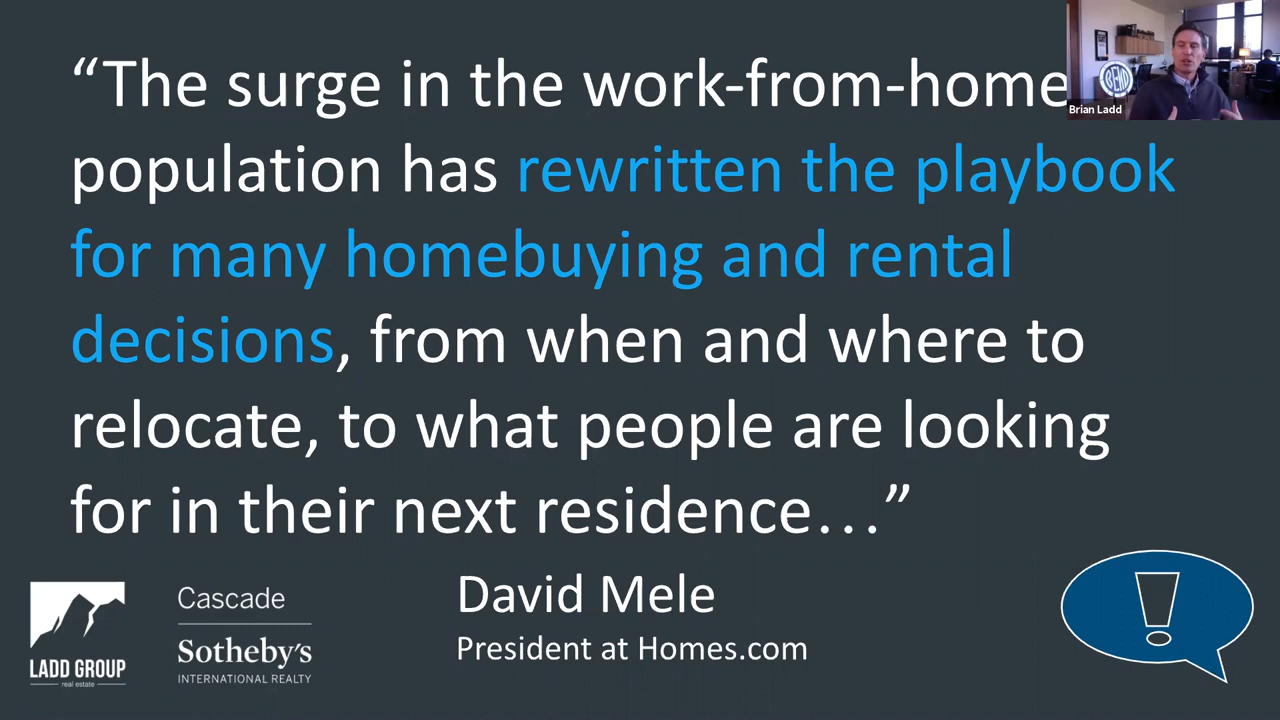 “The surge in the work-from-home
population has rewritten the playbook
for many homebuying and rental
decisions, from when and where to
relocate, to what people are looking
for in their next residence…”
David Mele
President at Homes.com
LADD GROUP
real estate
Cascade
Sotheby's
INTERNATIONAL REALTY
Brian Ladd
BEND